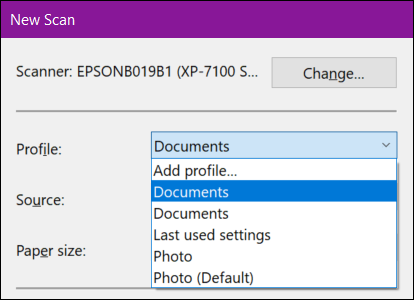 New Scan
Scanner: EPSONB019B1 (XP-7100 S... Change...
Profile: Documents
Add profile...
Documents
Source: Documents
Last used settings
Paper size: Photo
Photo (Default)